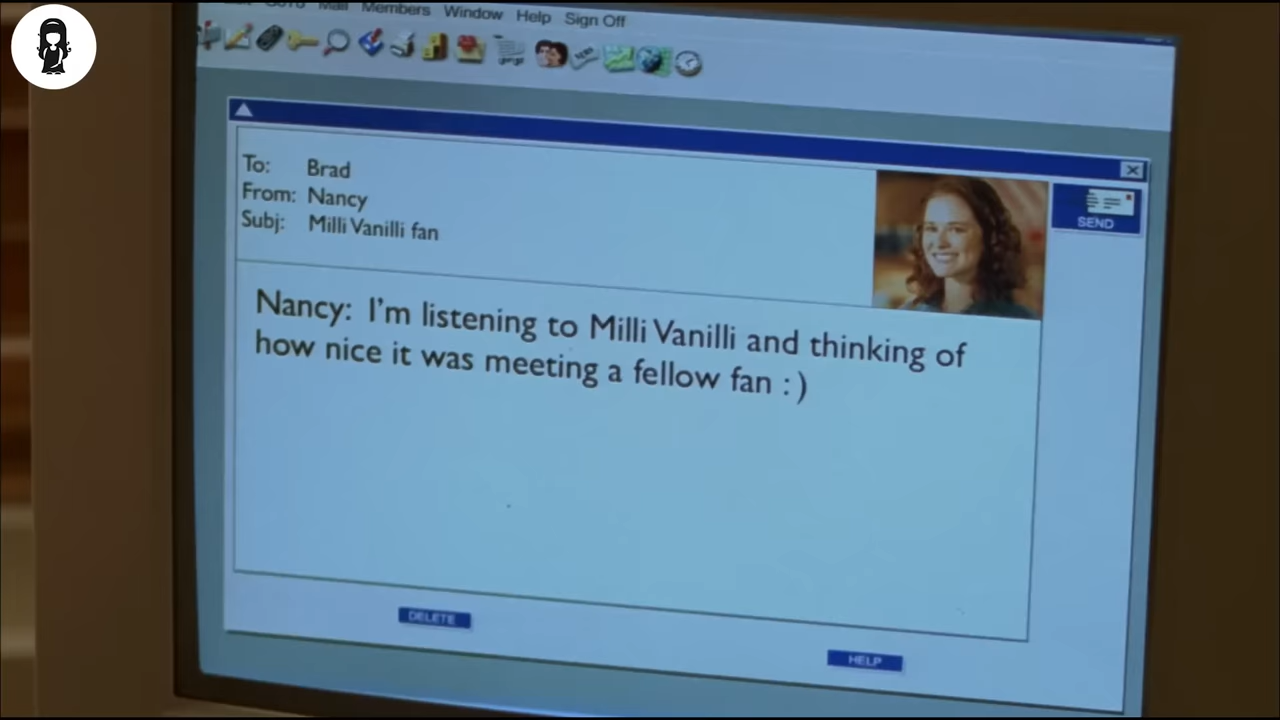 Mail Members Window Help Sign Off
To: Brad
From: Nancy
Subj: Milli Vanilli fan
SEND
Nancy: I'm listening to Milli Vanilli and thinking of
how nice it was meeting a fellow fan : )
DELETE
HELP